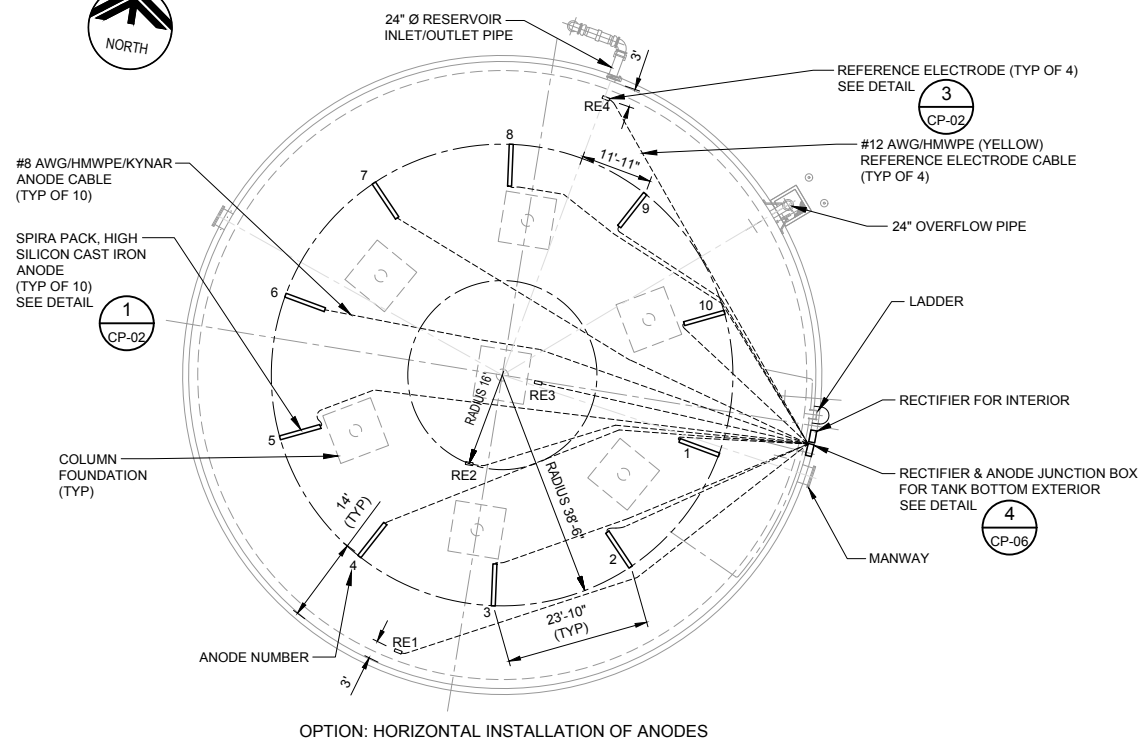 NORTH
24" Ø RESERVOIR
INLET/OUTLET PIPE
3'
REFERENCE ELECTRODE (TYP OF 4)
SEE DETAIL
3
CP-02
RE4
#12 AWG/HMWPE (YELLOW)
REFERENCE ELECTRODE CABLE
(TYP OF 4)
8
11'-11"
#8 AWG/HMWPE/KYNAR
ANODE CABLE
(TYP OF 10)
7
9
24" OVERFLOW PIPE
SPIRA PACK, HIGH
SILICON CAST IRON
ANODE
(TYP OF 10)
SEE DETAIL
1
CP-02
6
10
LADDER
RADIUS 16'
RE3
RECTIFIER FOR INTERIOR
5
1
COLUMN
FOUNDATION
(TYP)
RE2
RADIUS 38'-6"
RECTIFIER & ANODE JUNCTION BOX
FOR TANK BOTTOM EXTERIOR
SEE DETAIL
4
CP-06
14'
(TYP)
4
2
MANWAY
3
23'-10"
(TYP)
RE1
ANODE NUMBER
3'
OPTION: HORIZONTAL INSTALLATION OF ANODES